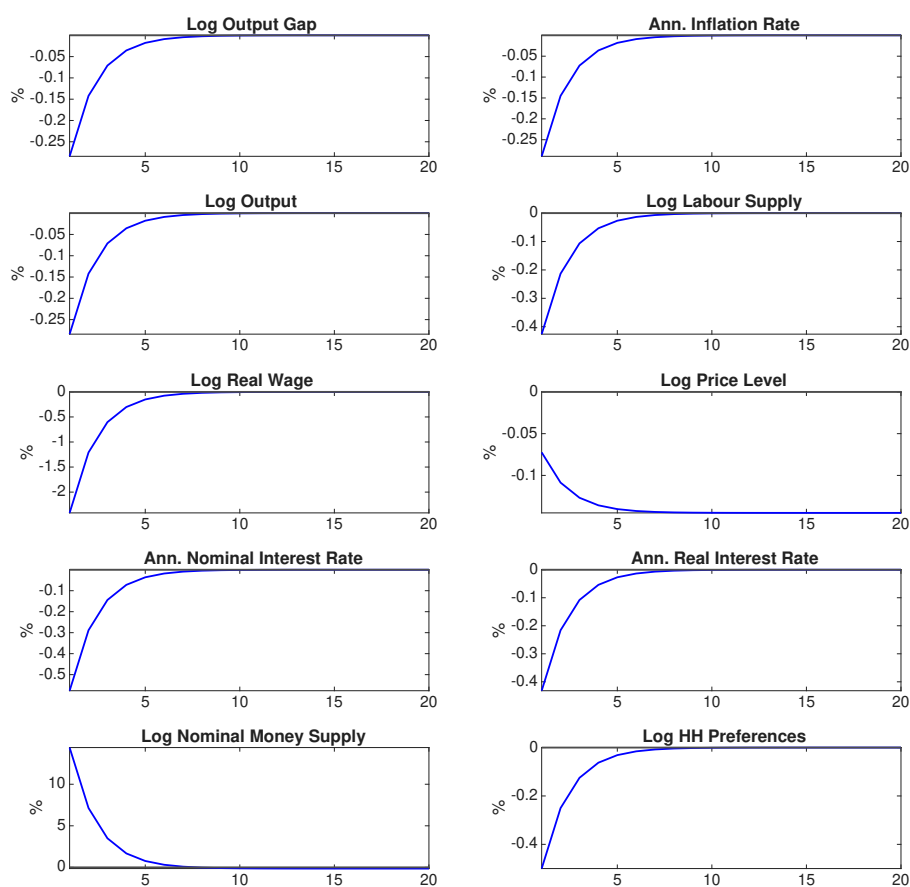 Log Output Gap
%
-0.05
-0.1
-0.15
-0.2
-0.25
5 10 15 20
Ann. Inflation Rate
%
-0.05
-0.1
-0.15
-0.2
-0.25
5 10 15 20
Log Output
%
-0.05
-0.1
-0.15
-0.2
-0.25
5 10 15 20
Log Labour Supply
%
0
-0.1
-0.2
-0.3
-0.4
5 10 15 20
Log Real Wage
%
0
-0.5
-1
-1.5
-2
5 10 15 20
Log Price Level
%
0
-0.05
-0.1
5 10 15 20
Ann. Nominal Interest Rate
%
-0.1
-0.2
-0.3
-0.4
-0.5
5 10 15 20
Ann. Real Interest Rate
%
0
-0.1
-0.2
-0.3
-0.4
5 10 15 20
Log Nominal Money Supply
%
10
5
0
5 10 15 20
Log HH Preferences
%
0
-0.2
-0.4
5 10 15 20